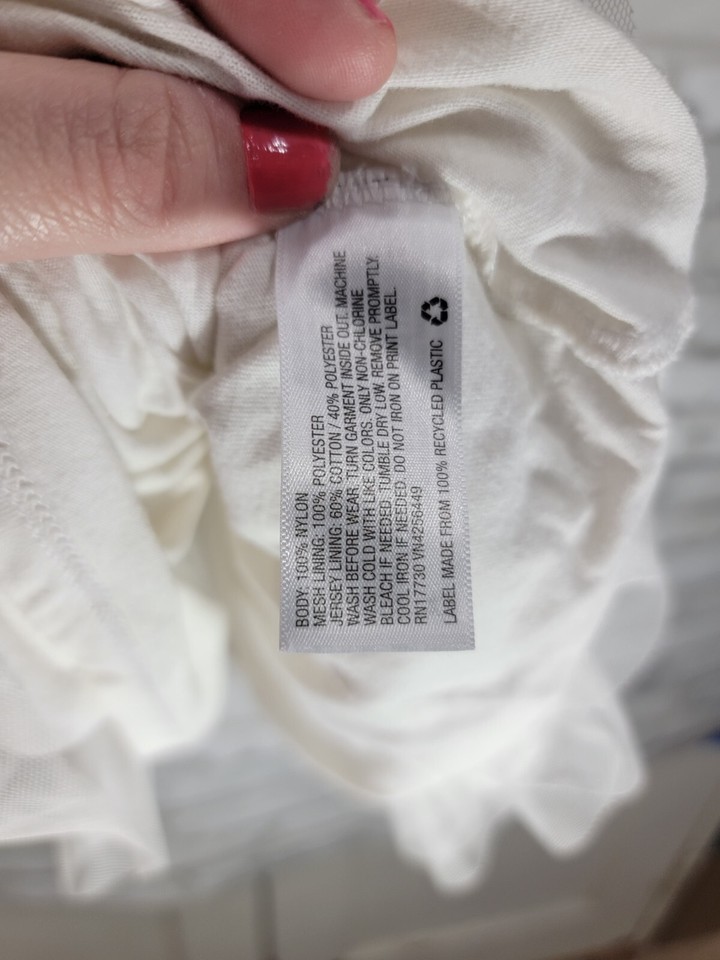 BODY: 100% NYLON
MESH LINING: 100% POLYESTER
JERSEY LINING: 60% COTTON / 40% POLYESTER
WASH BEFORE WEAR. TURN GARMENT INSIDE OUT. MACHINE
WASH COLD WITH LIKE COLORS. ONLY NON-CHLORINE
BLEACH IF NEEDED. TUMBLE DRY LOW. REMOVE PROMPTLY.
COOL IRON IF NEEDED. DO NOT IRON ON PRINT LABEL.
RN17730 VN4256449
LABEL MADE FROM 100% RECYCLED PLASTIC